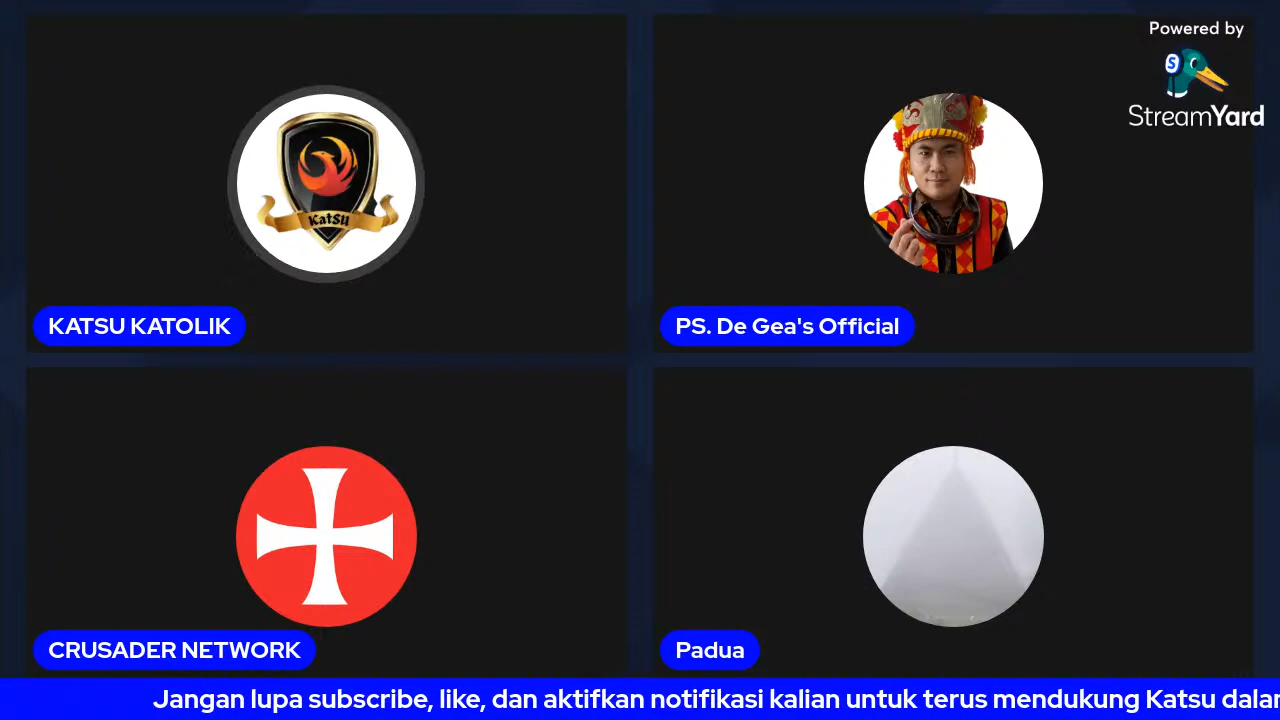 Powered by
S
StreamYard
KatSU
KATSU KATOLIK
PS. De Gea's Official
CRUSADER NETWORK
Padua
Jangan lupa subscribe, like, dan aktifkan notifikasi kalian untuk terus mendukung Katsu dalam